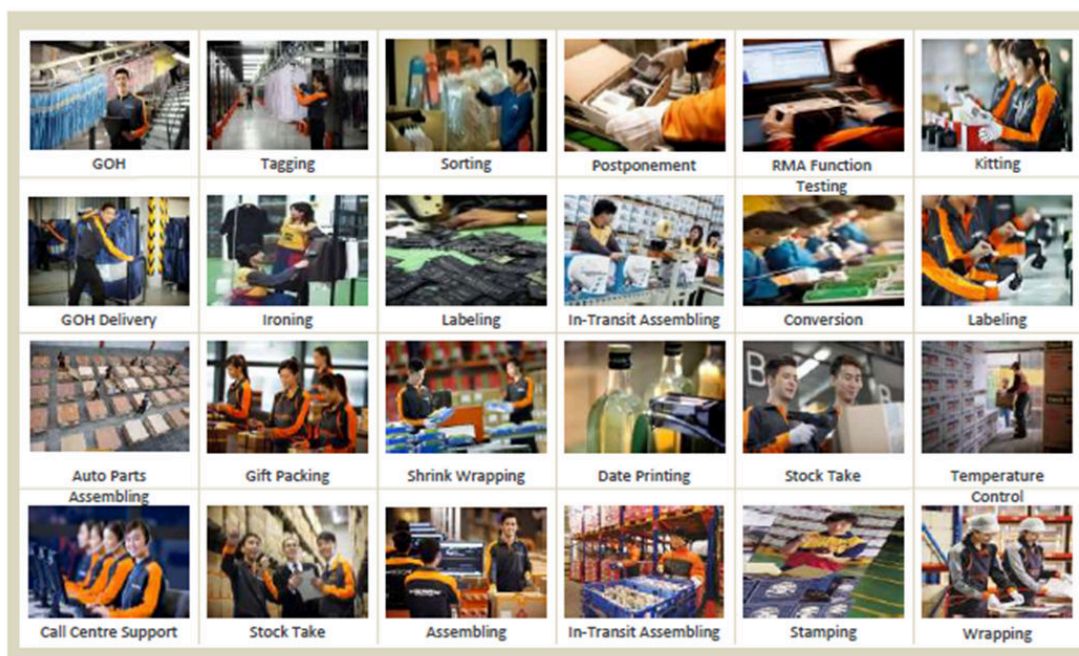 GOH
Tagging
Sorting
Postponement
RMA Function
Testing
Kitting
GOH Delivery
Ironing
Labeling
In-Transit Assembling
Conversion
Labeling
B
Auto Parts
Assembling
Gift Packing
Shrink Wrapping
Date Printing
Stock Take
Temperature
Control
Call Centre Support
Stock Take
Assembling
In-Transit Assembling
Stamping
Wrapping